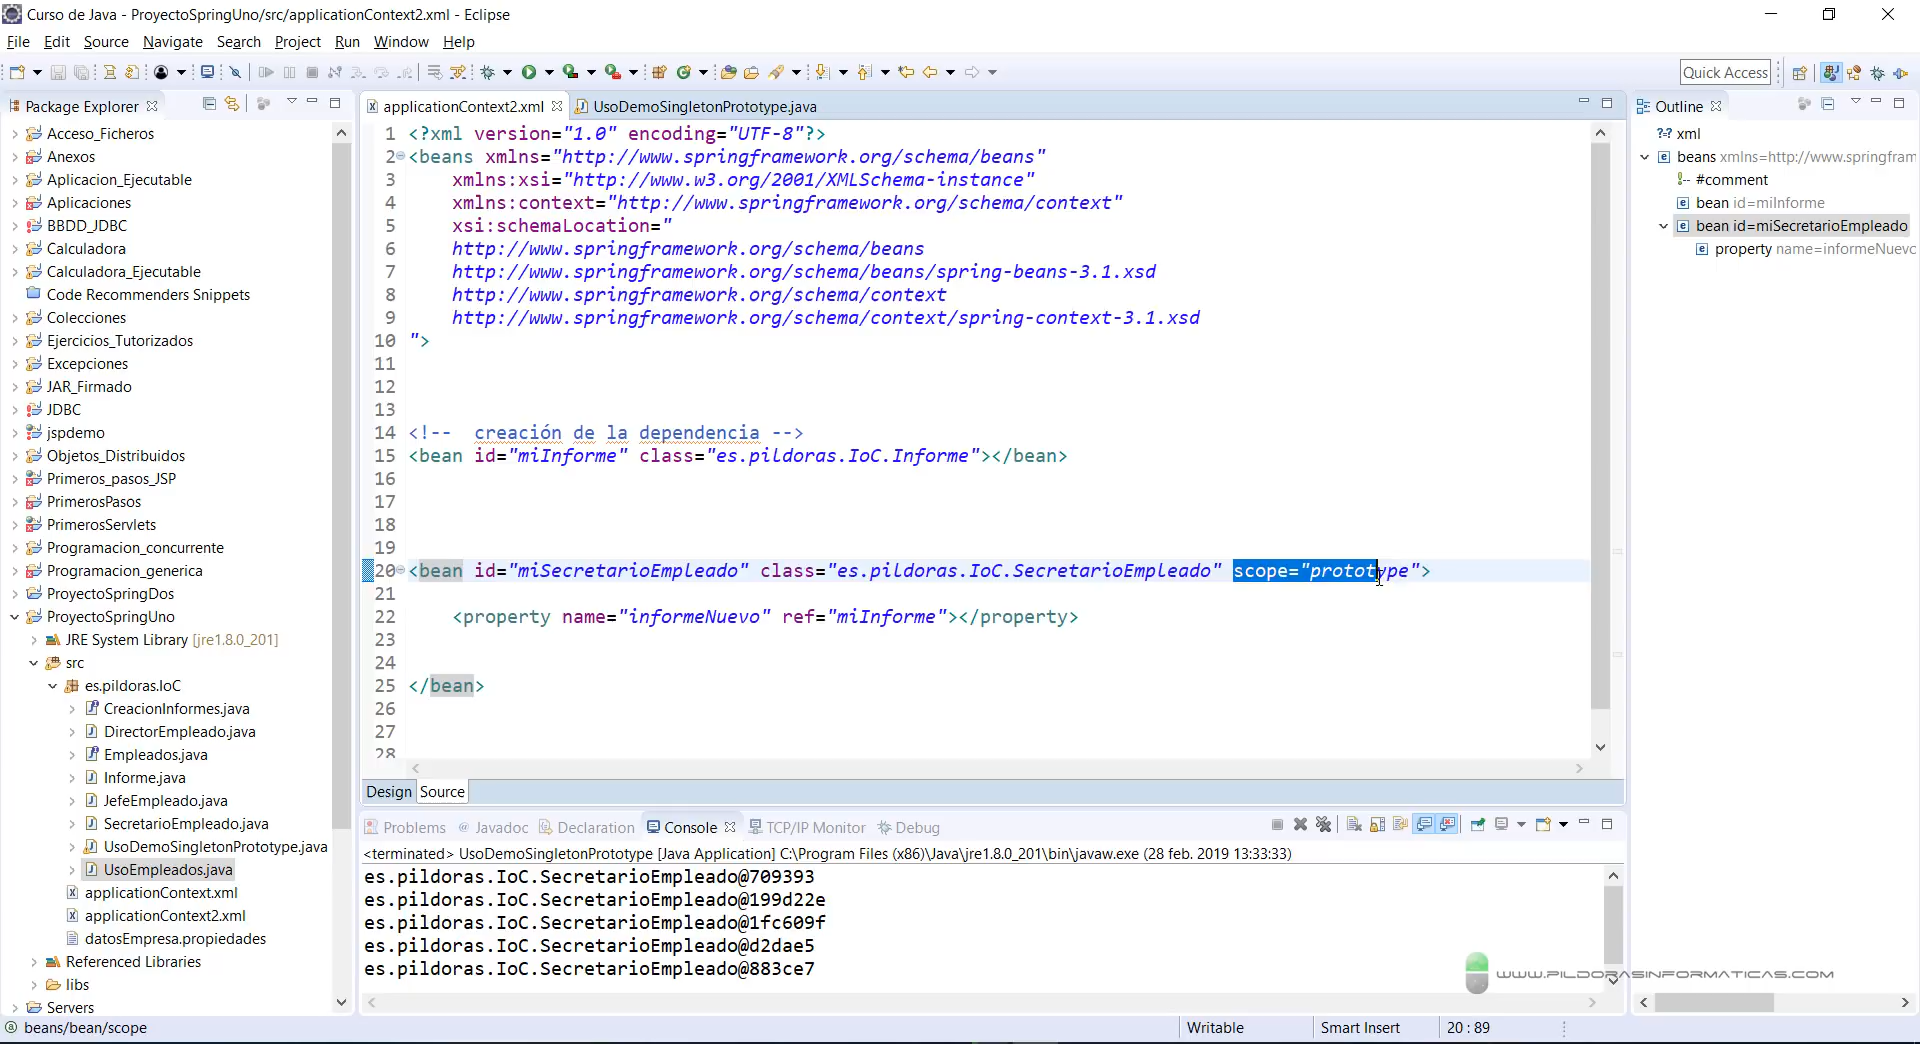 Curso de Java - ProyectoSpringUno/src/applicationContext2.xml - Eclipse
File Edit Source Navigate Search Project Run Window Help
Quick Access
Package Explorer
Acceso_Ficheros
Anexos
Aplicacion_Ejecutable
Aplicaciones
BBDD_JDBC
Calculadora
Calculadora_Ejecutable
Code Recommenders Snippets
Colecciones
Ejercicios_Tutorizados
Excepciones
JAR_Firmado
JDBC
jspdemo
Objetos_Distribuidos
Primeros_pasos_JSP
PrimerosPasos
PrimerosServlets
Programacion_concurrente
Programacion_generica
ProyectoSpringDos
ProyectoSpringUno
JRE System Library [jre1.8.0_201]
src
es.pildoras.IoC
CreacionInformes.java
DirectorEmpleado.java
Empleados.java
Informe.java
JefeEmpleado.java
SecretarioEmpleado.java
UsoDemoSingletonPrototype.java
UsoEmpleados.java
applicationContext.xml
applicationContext2.xml
datosEmpresa.propiedades
Referenced Libraries
libs
Servers
applicationContext2.xml UsoDemoSingletonPrototype.java
1 <?xml version="1.0" encoding="UTF-8"?>
2 <beans xmlns="http://www.springframework.org/schema/beans"
3 xmlns:xsi="http://www.w3.org/2001/XMLSchema-instance"
4 xmlns:context="http://www.springframework.org/schema/context"
5 xsi:schemaLocation="
6 http://www.springframework.org/schema/beans
7 http://www.springframework.org/schema/beans/spring-beans-3.1.xsd
8 http://www.springframework.org/schema/context
9 http://www.springframework.org/schema/context/spring-context-3.1.xsd
10 ">
11
12
13
14 <!-- creación de la dependencia -->
15 <bean id="miInforme" class="es.pildoras.IoC.Informe"></bean>
16
17
18
19
20 <bean id="miSecretarioEmpleado" class="es.pildoras.IoC.SecretarioEmpleado" scope="prototype">
21
22 <property name="informeNuevo" ref="miInforme"></property>
23
24
25 </bean>
26
27
28
Design Source
Problems Javadoc Declaration Console TCP/IP Monitor Debug
<terminated> UsoDemoSingletonPrototype [Java Application] C:\Program Files (x86)\Java\jre1.8.0_201\bin\javaw.exe (28 feb. 2019 13:33:33)
es.pildoras.IoC.SecretarioEmpleado@709393
es.pildoras.IoC.SecretarioEmpleado@199d22e
es.pildoras.IoC.SecretarioEmpleado@1fc609f
es.pildoras.IoC.SecretarioEmpleado@d2dae5
es.pildoras.IoC.SecretarioEmpleado@883ce7
WWW.PILDORASINFORMATICAS.COM
Outline
xml
beans xmlns=http://www.springfram
#comment
bean id=miInforme
bean id=miSecretarioEmpleado
property name=informeNuevo
beans/bean/scope
Writable Smart Insert 20 : 89